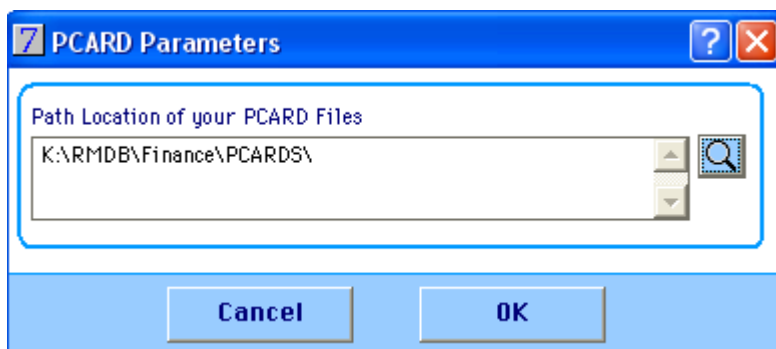 7 PCARD Parameters ?
Path Location of your PCARD Files
K:\RMDB\Finance\PCARDS\
Cancel OK